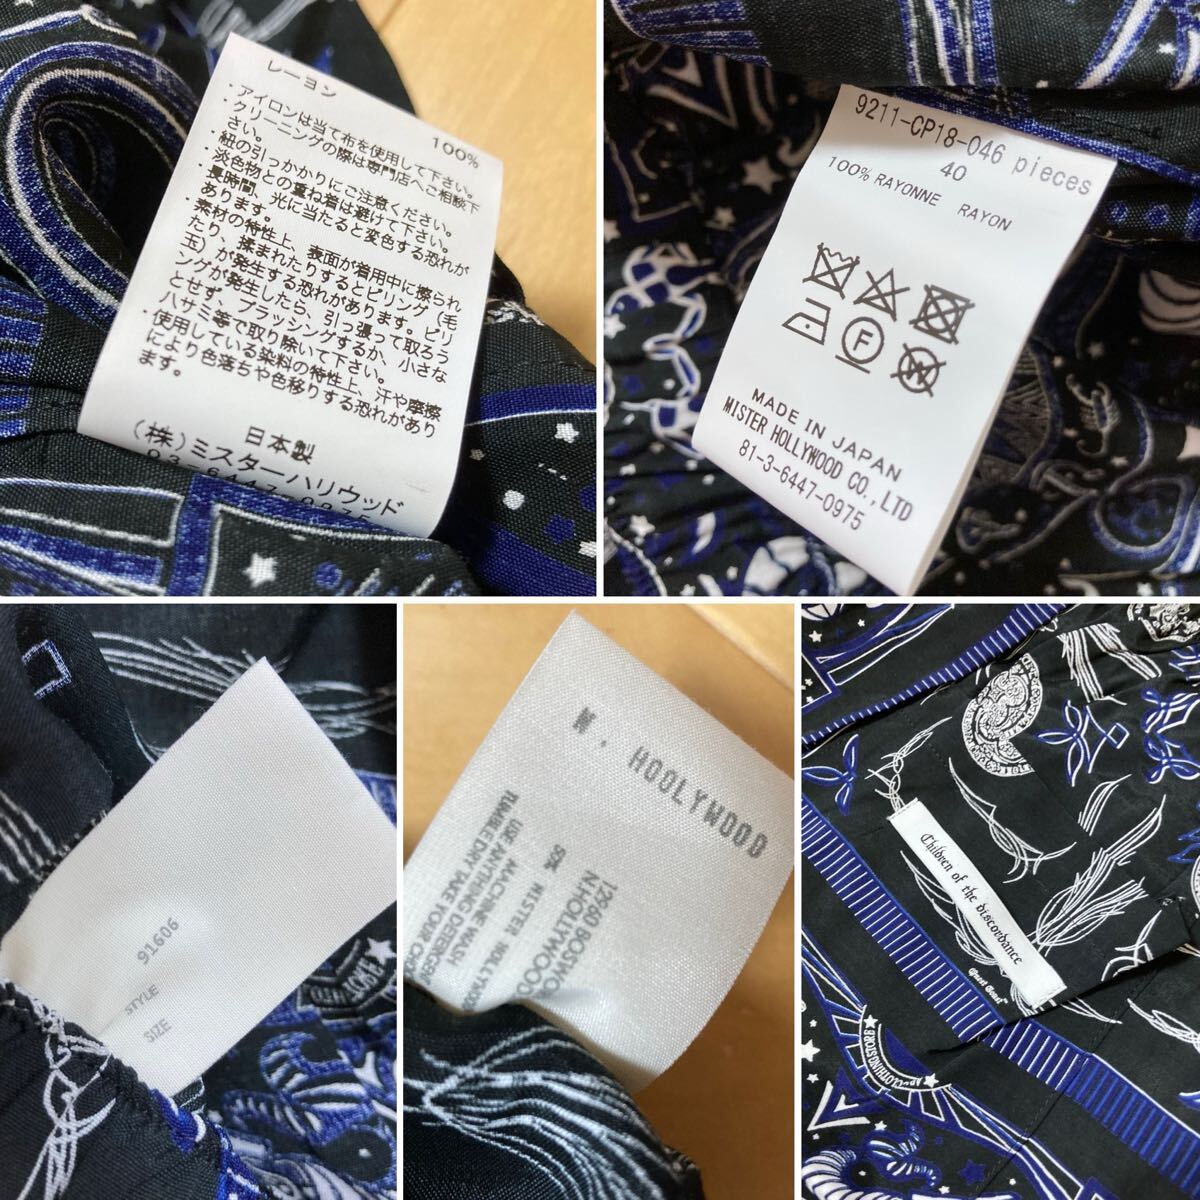 レーヨン 100%
・アイロンは当て布を使用して下さい。
・クリーニングの際は専門店へご相談下
さい。
・紐の引っかかりにご注意ください。
・淡色物との重ね着は避けて下さい。
・長時間、光に当たると変色する恐れが
あります。
・素材の特性上、表面が着用中に擦られ
たり、揉まれたりするとピリング（毛
玉）が発生する恐れがあります。ピリ
ングが発生したら、引っ張って取ろう
とせず、ブラッシングするか、小さな
ハサミ等で取り除いて下さい。
・使用している染料の特性上、汗や摩擦
により色落ちや色移りする恐れがあり
ます。
日本製
（株）ミスターハリウッド
03-6447-0975
9211-CP18-046 pieces
40
100% RAYONNE RAYON
F
W
MADE IN JAPAN
MISTER HOLLYWOOD CO., LTD
81-3-6447-0975
91606
STYLE
SIZE
M. HOOLYWOOD
12960
N.HOLLYWOOD
50%
USE ANYTHING
MACHINE WASH
TUMBLE DRY TAKE YOUR
Children of the discordance